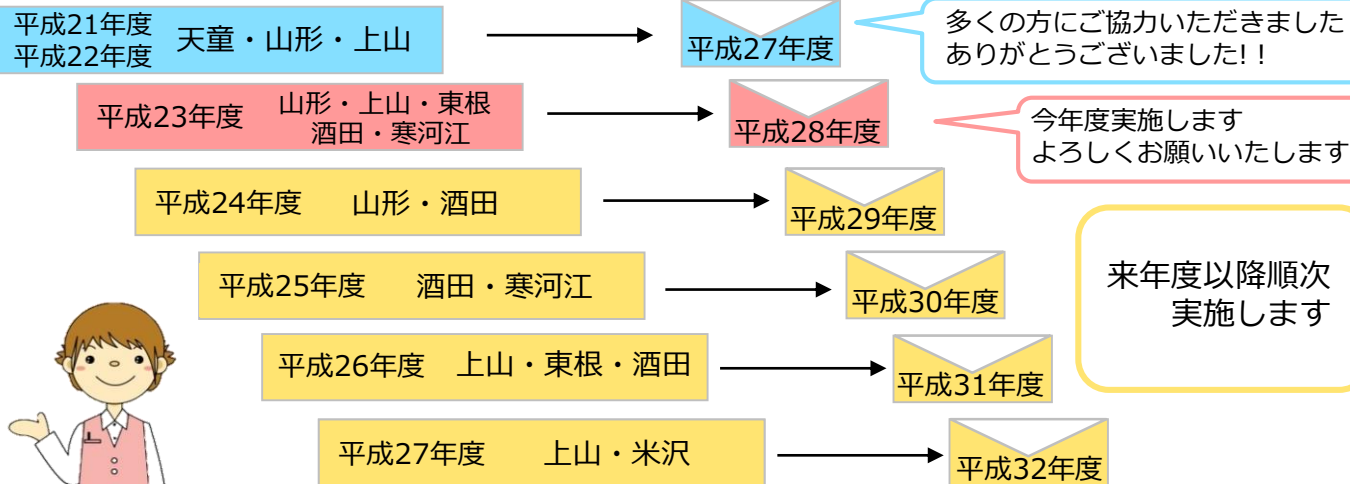 平成21年度
平成22年度
天童・山形・上山
平成27年度
多くの方にご協力いただきました
ありがとうございました!！
平成23年度
山形・上山・東根
酒田・寒河江
平成28年度
今年度実施します
よろしくお願いいたします
平成24年度 山形・酒田
平成29年度
平成25年度 酒田・寒河江
平成30年度
来年度以降順次
実施します
平成26年度 上山・東根・酒田
平成31年度
平成27年度 上山・米沢
平成32年度